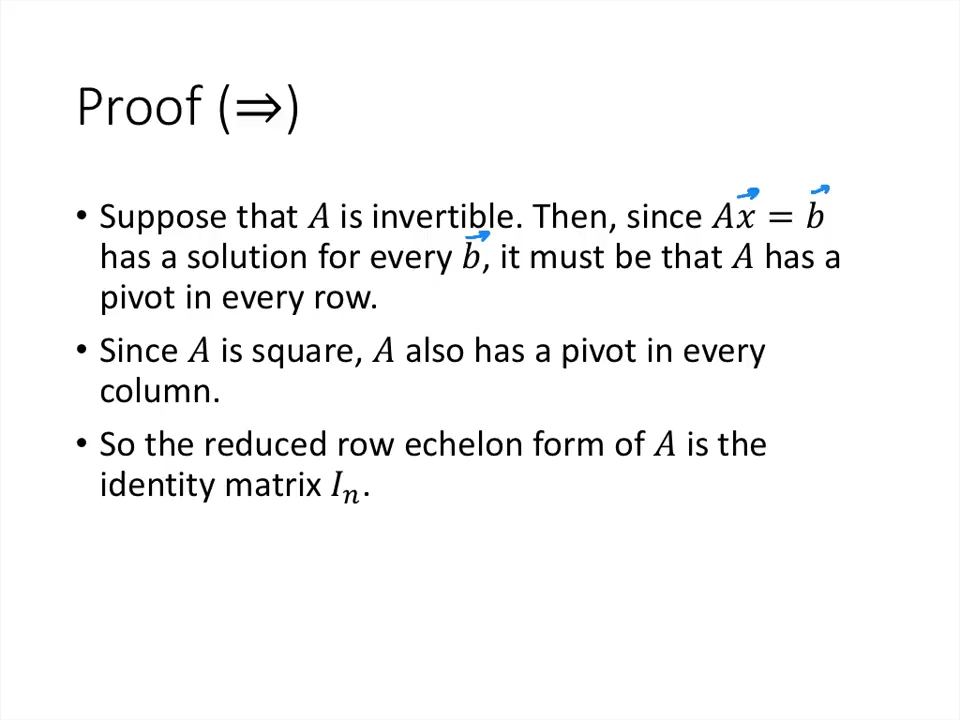 Proof (⇒)
• Suppose that A is invertible. Then, since Ax⃗ = b⃗
has a solution for every b⃗, it must be that A has a
pivot in every row.
• Since A is square, A also has a pivot in every
column.
• So the reduced row echelon form of A is the
identity matrix Iₙ.